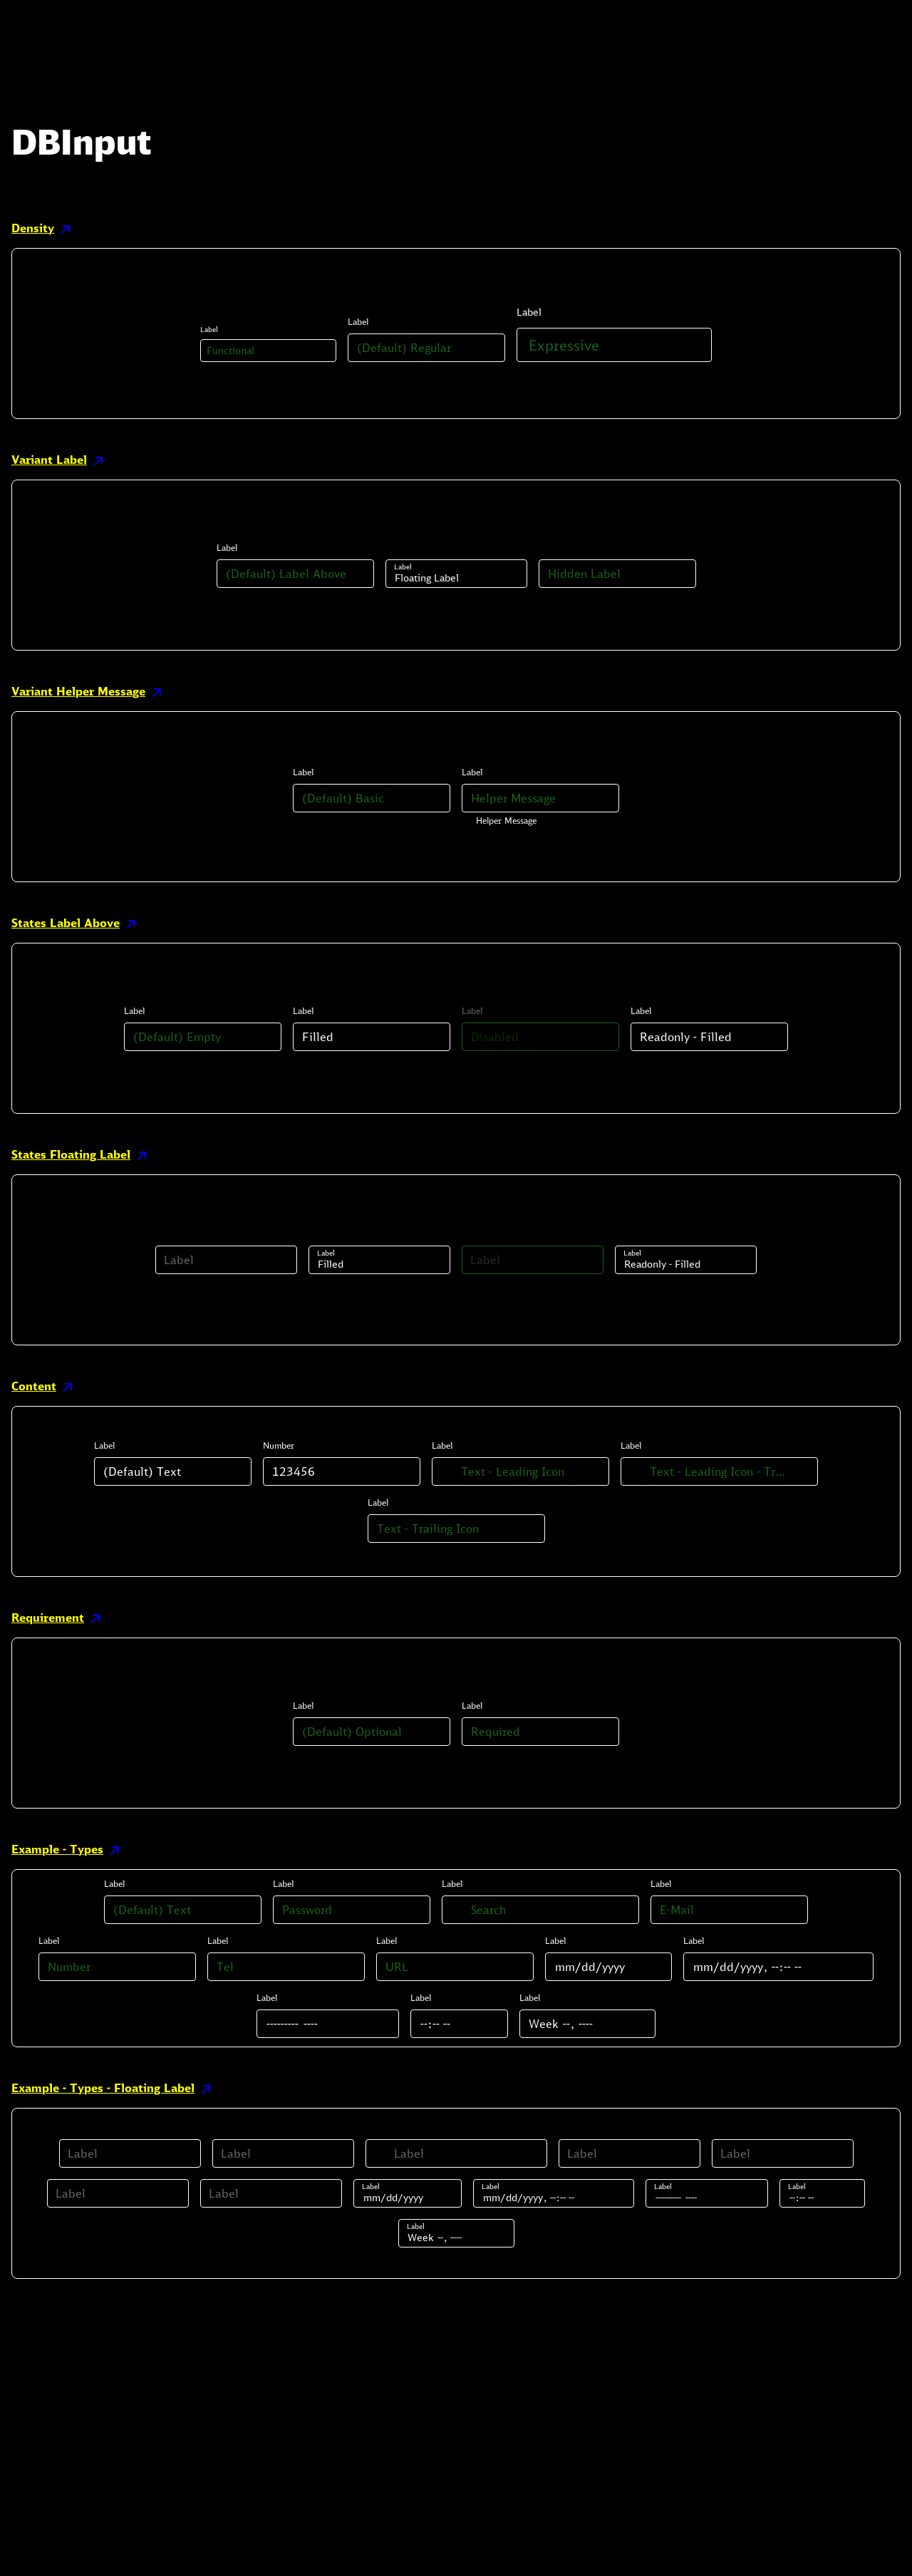 DBInput
Density
Label
Label
Label
Functional
(Default) Regular
Expressive
Variant Label
Label
(Default) Label Above
Label
Floating Label
Hidden Label
Variant Helper Message
Label
Label
(Default) Basic
Helper Message
Helper Message
States Label Above
Label
Label
Label
Label
(Default) Empty
Filled
Disabled
Readonly - Filled
States Floating Label
Label
Label
Filled
Label
Label
Readonly - Filled
Content
Label
Number
Label
Label
(Default) Text
123456
Text - Leading Icon
Text - Leading Icon - Tr...
Label
Text - Trailing Icon
Requirement
Label
Label
(Default) Optional
Required
Example - Types
Label
Label
Label
Label
(Default) Text
Password
Search
E-Mail
Label
Label
Label
Label
Label
Number
Tel
URL
mm/dd/yyyy
mm/dd/yyyy, --:-- --
Label
Label
Label
--------- ----
--:-- --
Week --, ----
Example - Types - Floating Label
Label
Label
Label
Label
Label
Label
Label
Label
mm/dd/yyyy
Label
mm/dd/yyyy, --:-- --
Label
--------- ----
Label
--:-- --
Label
Week --, ----